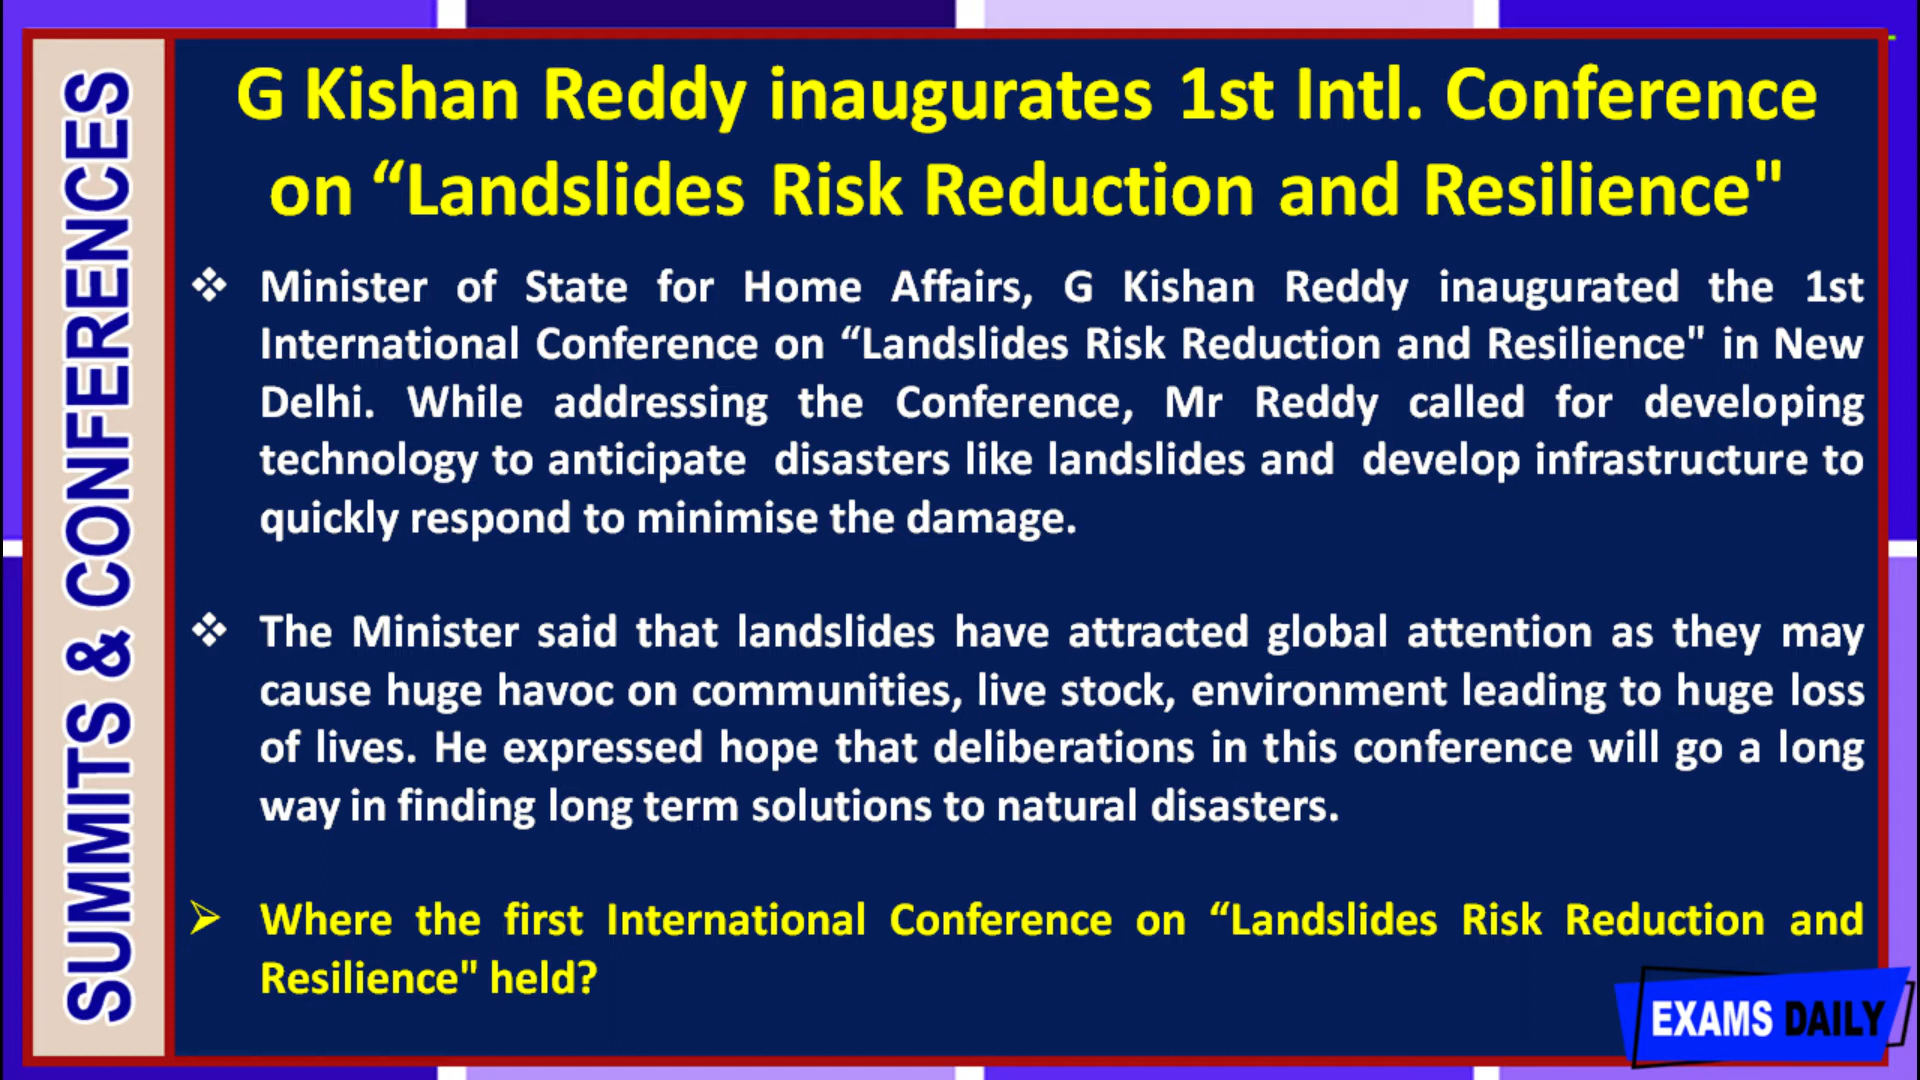 SUMMITS & CONFERENCES
G Kishan Reddy inaugurates 1st Intl. Conference
on “Landslides Risk Reduction and Resilience"
❖ Minister of State for Home Affairs, G Kishan Reddy inaugurated the 1st
International Conference on “Landslides Risk Reduction and Resilience" in New
Delhi. While addressing the Conference, Mr Reddy called for developing
technology to anticipate disasters like landslides and develop infrastructure to
quickly respond to minimise the damage.
❖ The Minister said that landslides have attracted global attention as they may
cause huge havoc on communities, live stock, environment leading to huge loss
of lives. He expressed hope that deliberations in this conference will go a long
way in finding long term solutions to natural disasters.
➢ Where the first International Conference on “Landslides Risk Reduction and
Resilience" held?
EXAMS DAILY